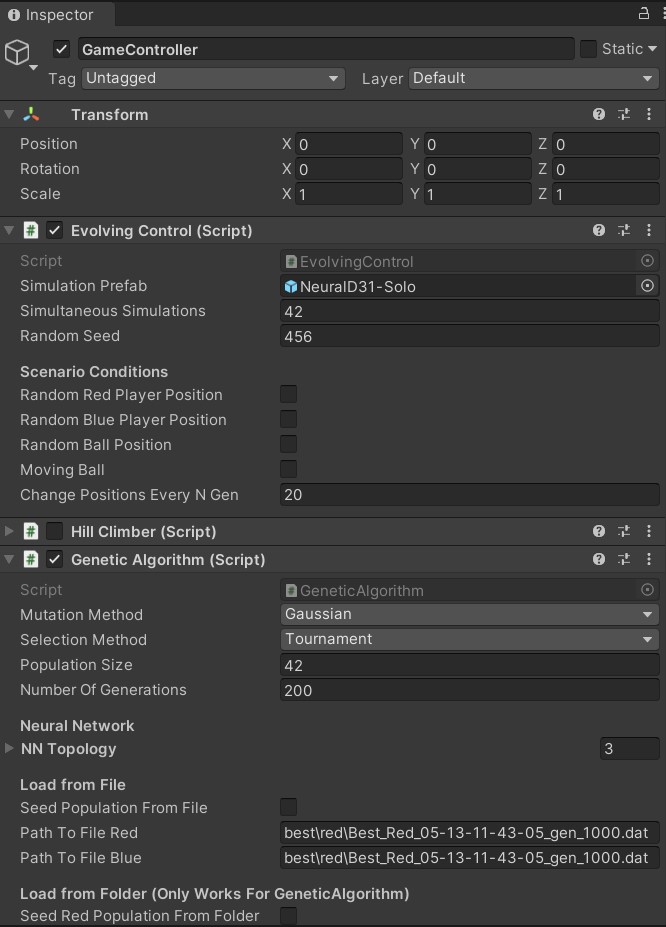 Inspector
GameController Static
Tag Untagged Layer Default
Transform
Position X 0 Y 0 Z 0
Rotation X 0 Y 0 Z 0
Scale X 1 Y 1 Z 1
# Evolving Control (Script)
Script # EvolvingControl
Simulation Prefab NeuralD31-Solo
Simultaneous Simulations 42
Random Seed 456
Scenario Conditions
Random Red Player Position
Random Blue Player Position
Random Ball Position
Moving Ball
Change Positions Every N Gen 20
# Hill Climber (Script)
# Genetic Algorithm (Script)
Script # GeneticAlgorithm
Mutation Method Gaussian
Selection Method Tournament
Population Size 42
Number Of Generations 200
Neural Network
NN Topology 3
Load from File
Seed Population From File
Path To File Red best\red\Best_Red_05-13-11-43-05_gen_1000.dat
Path To File Blue best\red\Best_Red_05-13-11-43-05_gen_1000.dat
Load from Folder (Only Works For GeneticAlgorithm)
Seed Red Population From Folder